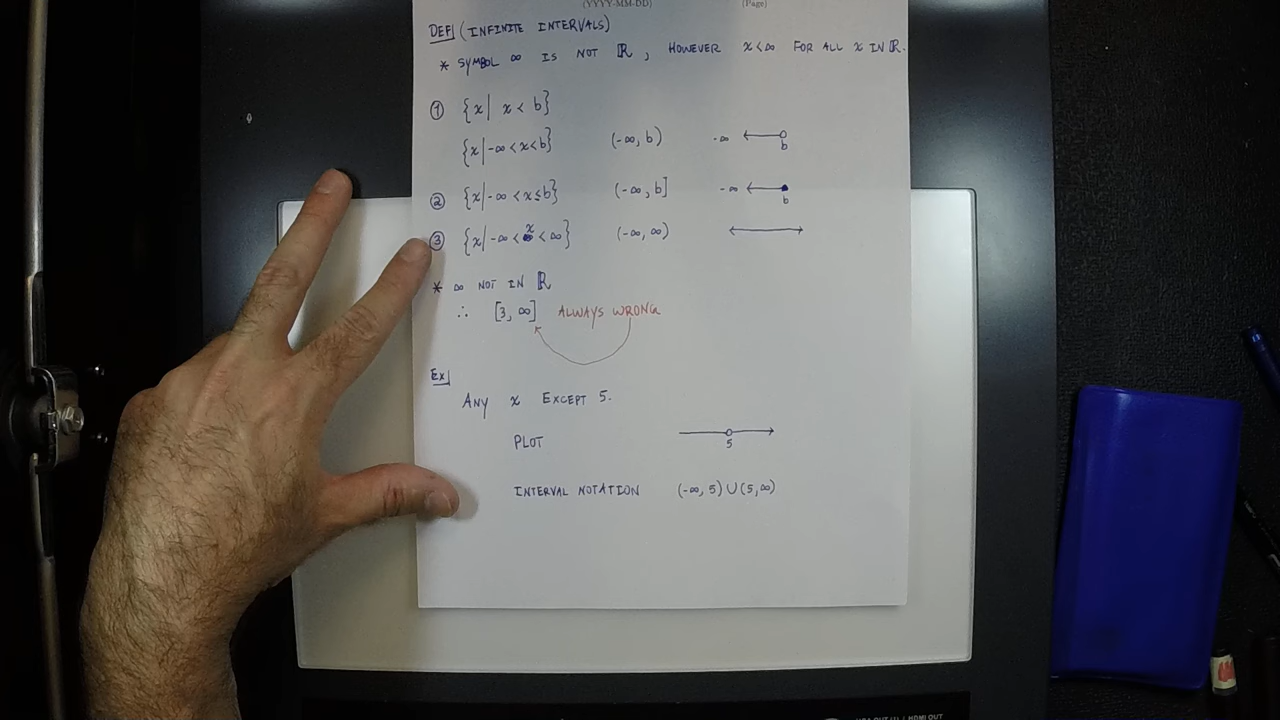 (YYYY-MM-DD) (Page)
DEF| (INFINITE INTERVALS)
* SYMBOL ∞ IS NOT ℝ, HOWEVER x<∞ FOR ALL x IN ℝ.
① {x| x < b}
{x|-∞ < x < b} (-∞, b) -∞ b
② {x|-∞ < x ≤ b} (-∞, b] -∞ b
③ {x|-∞ < x < ∞} (-∞, ∞)
* ∞ NOT IN ℝ
∴ [3, ∞] ALWAYS WRONG
EX|
ANY x EXCEPT 5.
PLOT 5
INTERVAL NOTATION (-∞, 5) ∪ (5, ∞)